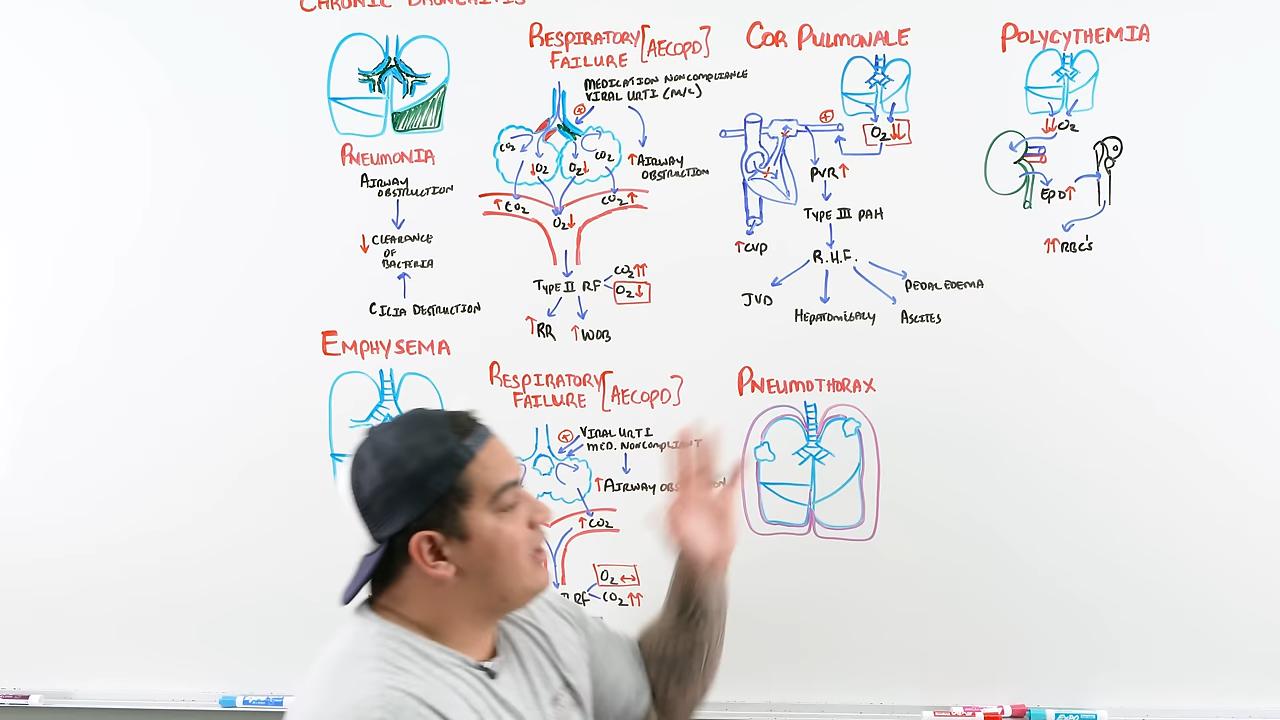 CHRONIC BRONCHITIS
PNEUMONIA
AIRWAY
OBSTRUCTION
↓ CLEARANCE
OF
BACTERIA
CILIA DESTRUCTION
RESPIRATORY [AECOPD]
FAILURE
MEDICATION NONCOMPLIANCE
VIRAL URTI (M/C)
⊕
CO2
CO2
↓O2
O2↓
↑AIRWAY
OBSTRUCTION
↑CO2
CO2↑
O2↓
TYPE II RF
CO2↑↑
O2↓
↑RR
↑WOB
COR PULMONALE
⊕
O2↓↓
PVR↑
TYPE III PAH
↑CVP
R.H.F.
JVD
HEPATOMEGALY
ASCITES
PEDAL EDEMA
POLYCYTHEMIA
↓↓O2
EPO↑
↑↑RBC's
EMPHYSEMA
RESPIRATORY [AECOPD]
FAILURE
⊕ VIRAL URTI
MED. NONCOMPLIANT
↑AIRWAY
↑CO2
RF
O2↔
CO2↑↑
PNEUMOTHORAX